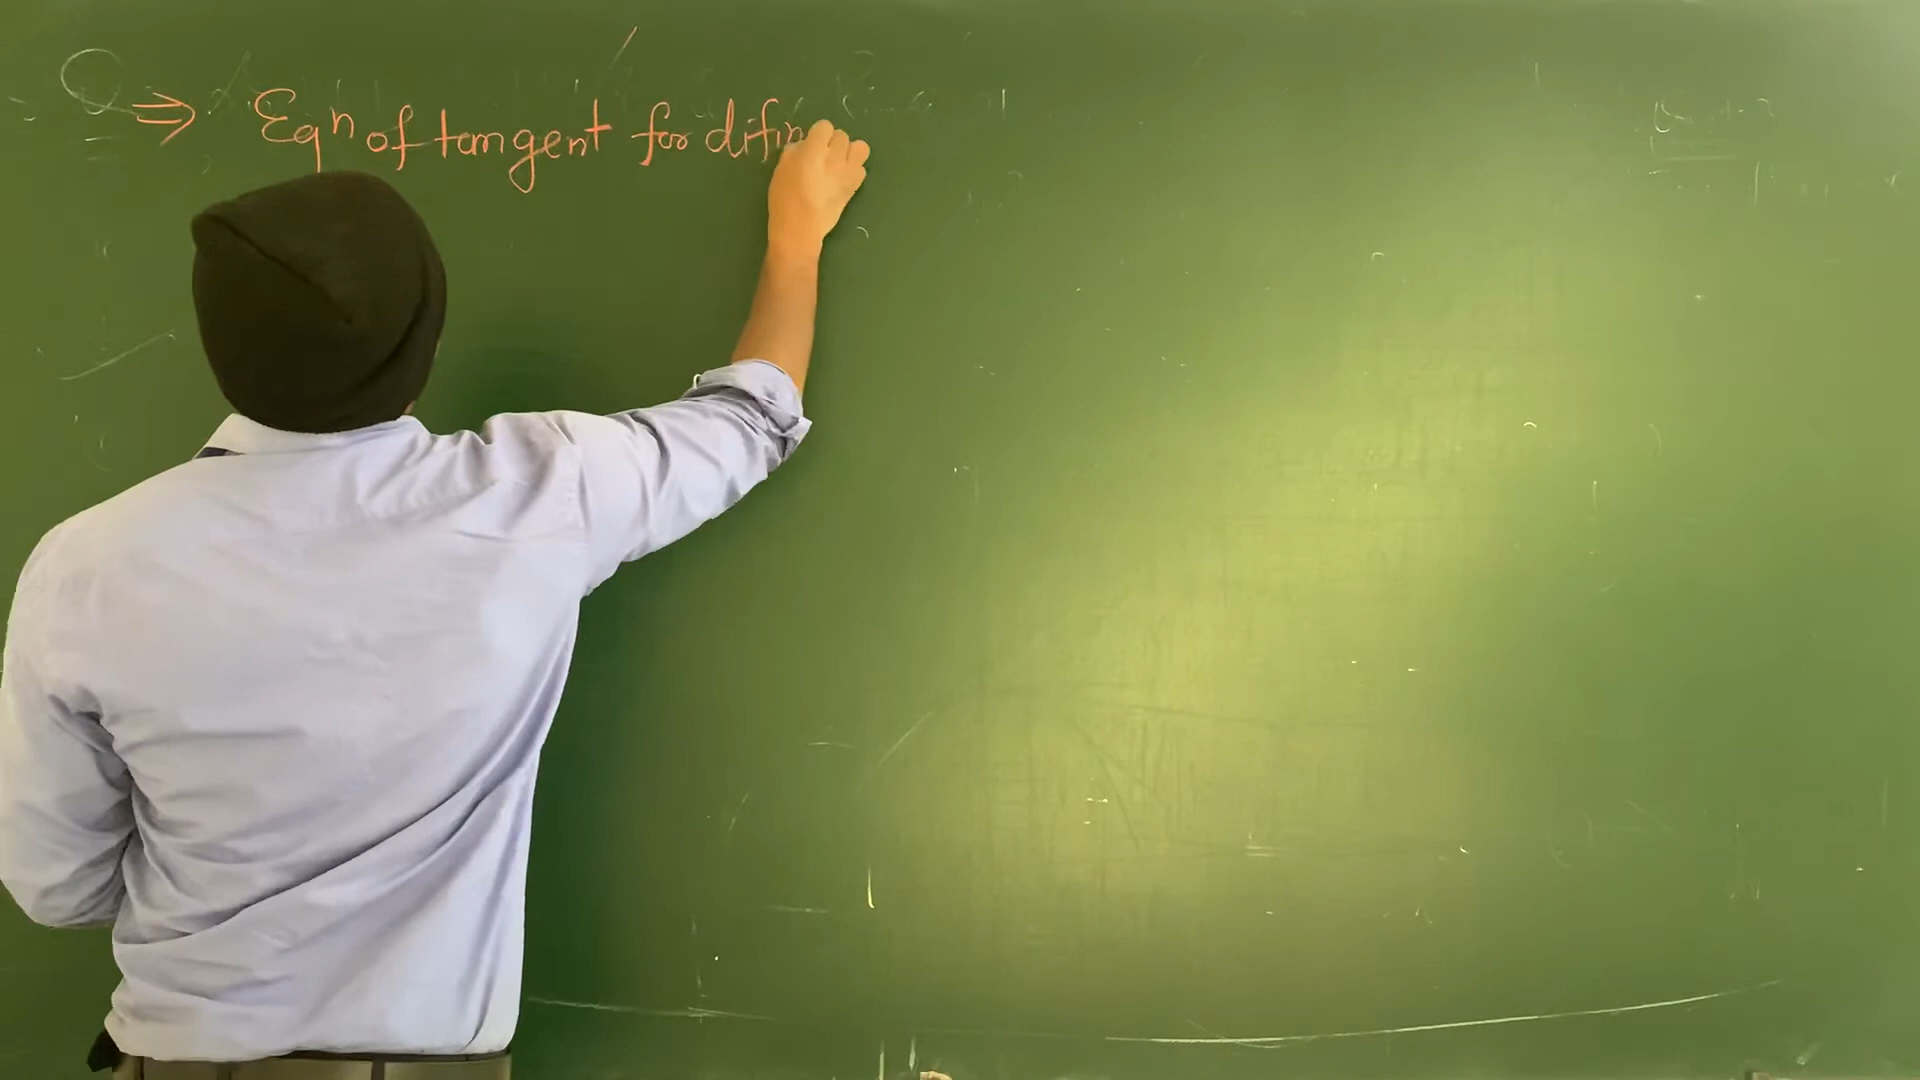 ⇒ Eqn of tangent for difin